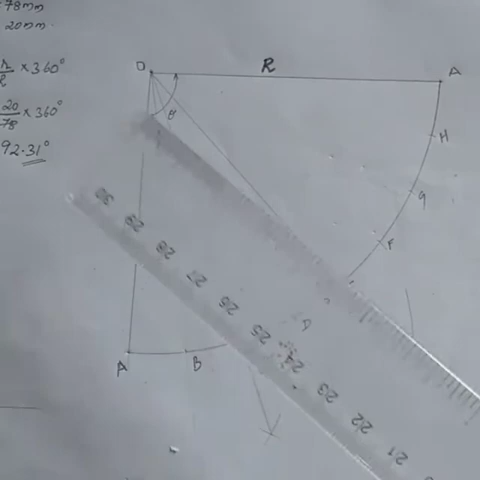 78mm
20mm.
r/R × 360°
20/78 × 360°
92.31°
O R A
θ
H
G
F
30 29 28 27 26 25 24 23 22 21
A B